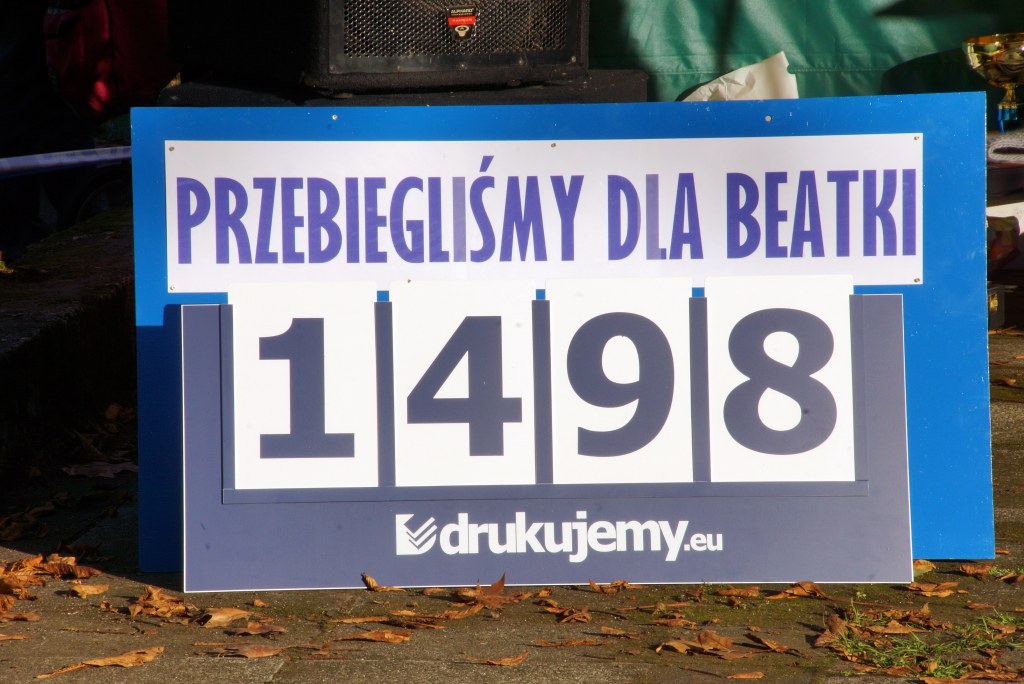 PRZEBIEGLIŚMY DLA BEATKI
1498
drukujemy.eu